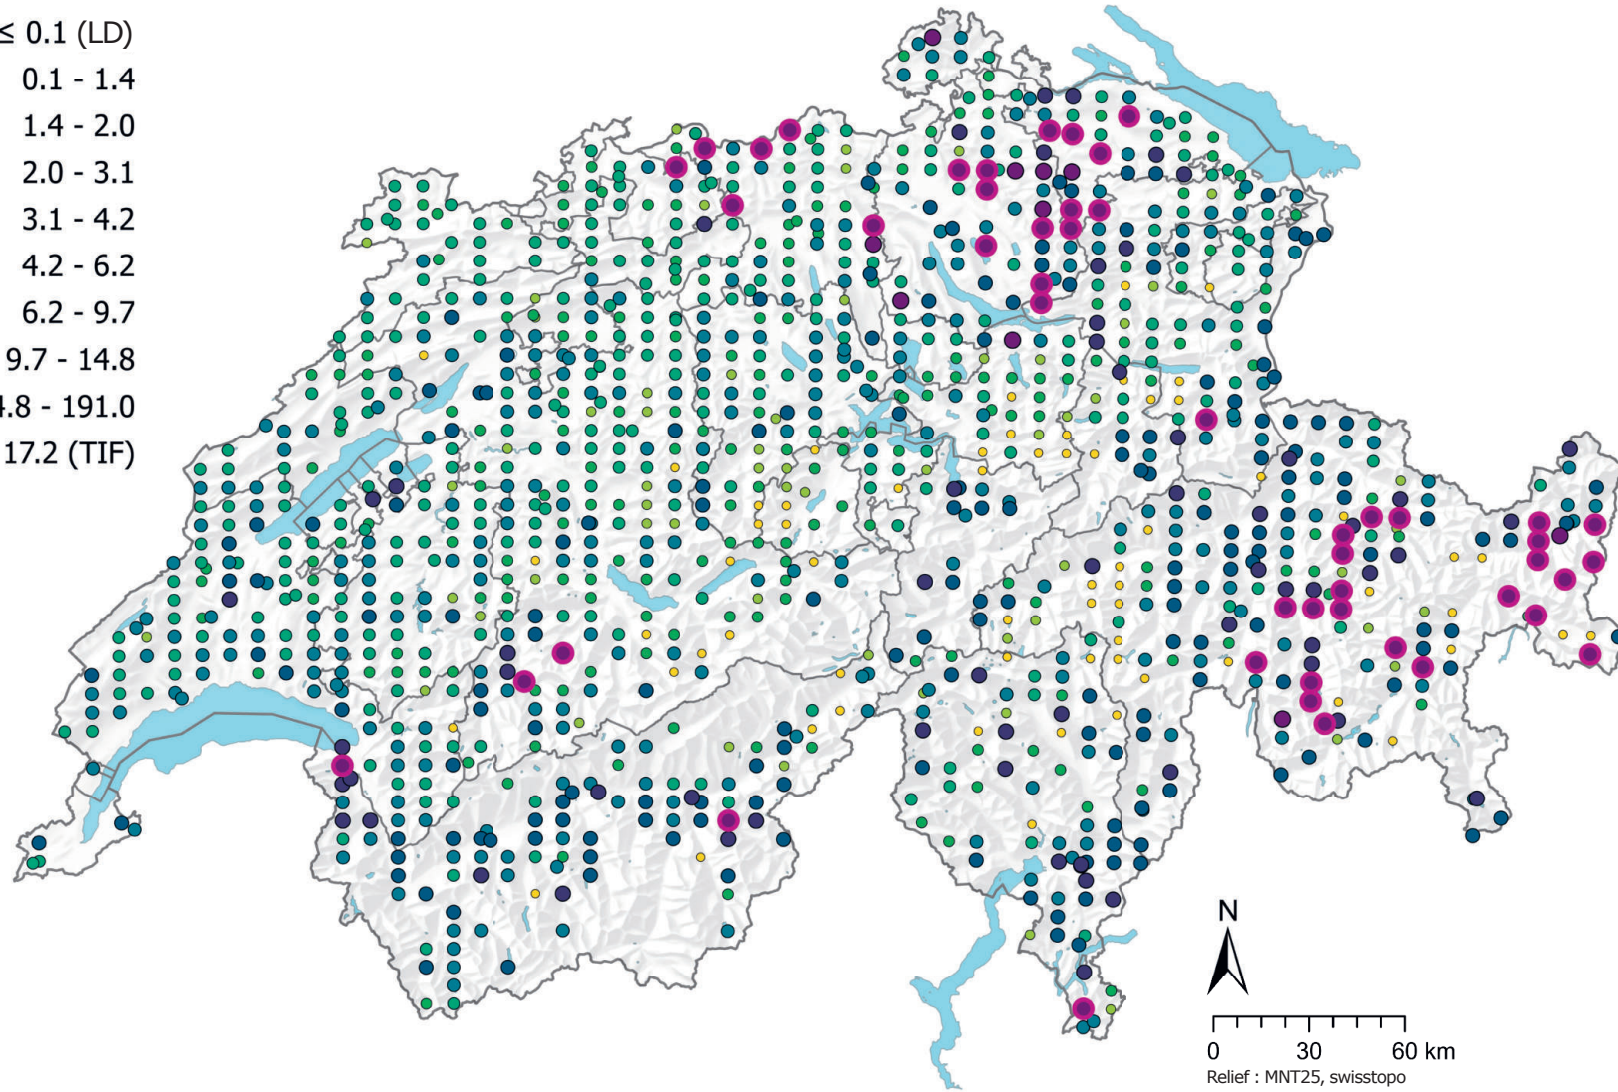 ≤ 0.1 (LD)
0.1 - 1.4
1.4 - 2.0
2.0 - 3.1
3.1 - 4.2
4.2 - 6.2
6.2 - 9.7
9.7 - 14.8
4.8 - 191.0
17.2 (TIF)
N
0 30 60 km
Relief : MNT25, swisstopo